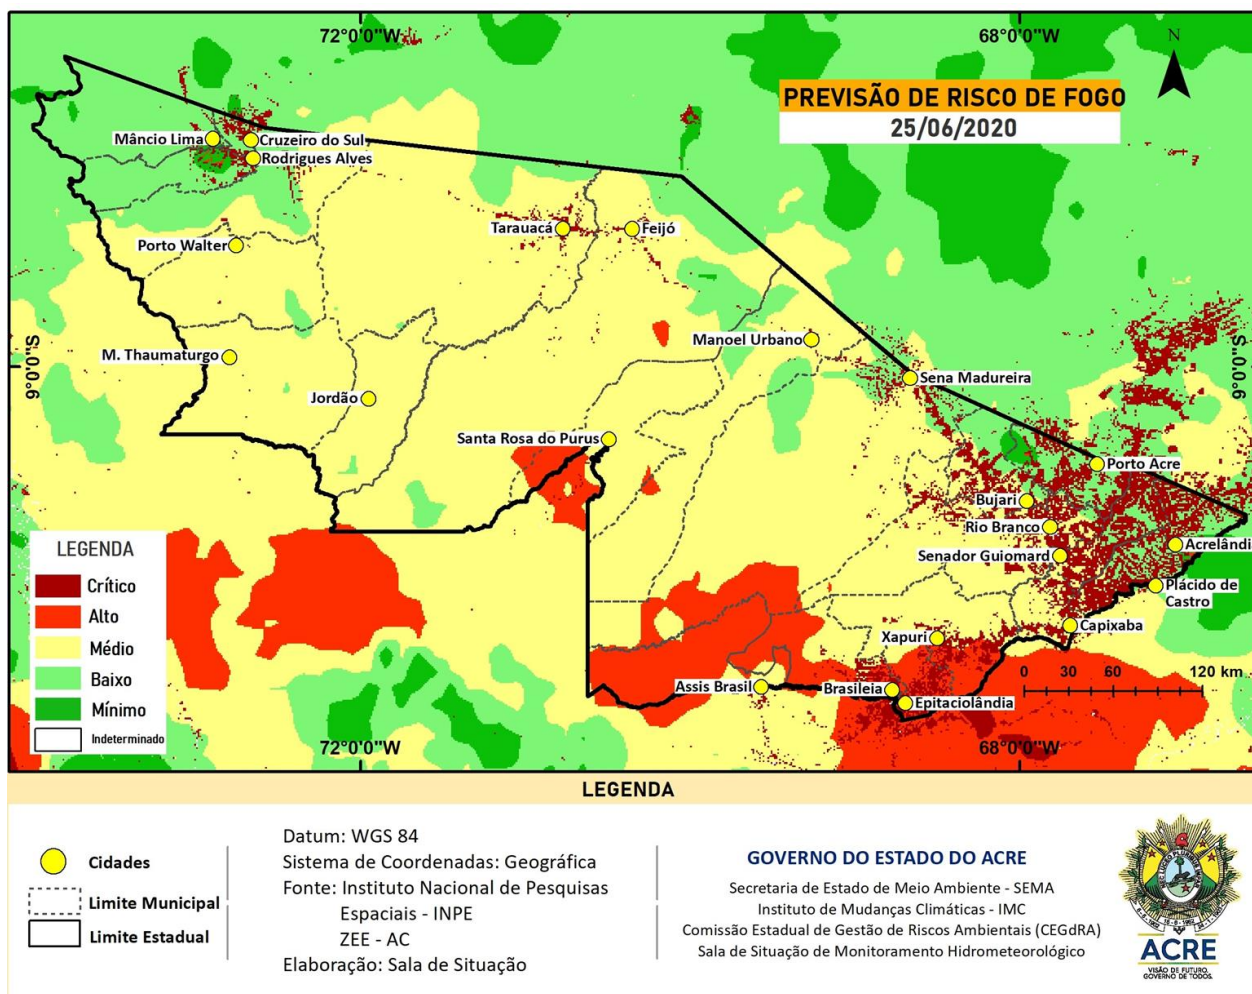 72°0'0"W
68°0'0"W
N
PREVISÃO DE RISCO DE FOGO
25/06/2020
Mâncio Lima
Cruzeiro do Sul
Rodrigues Alves
Porto Walter
Tarauacá
Feijó
M. Thaumaturgo
Jordão
Manoel Urbano
Sena Madureira
9°0'0"S
9°0'0"S
Santa Rosa do Purus
Porto Acre
Bujari
Rio Branco
Senador Guiomard
Acrelândi
Plácido de
Castro
Capixaba
Xapuri
Assis Brasil
Brasileia
Epitaciolândia
0 30 60 120 km
72°0'0"W
68°0'0"W
LEGENDA
Crítico
Alto
Médio
Baixo
Mínimo
Indeterminado
LEGENDA
Cidades
Limite Municipal
Limite Estadual
Datum: WGS 84
Sistema de Coordenadas: Geográfica
Fonte: Instituto Nacional de Pesquisas
Espaciais - INPE
ZEE - AC
Elaboração: Sala de Situação
GOVERNO DO ESTADO DO ACRE
Secretaria de Estado de Meio Ambiente - SEMA
Instituto de Mudanças Climáticas - IMC
Comissão Estadual de Gestão de Riscos Ambientais (CEGdRA)
Sala de Situação de Monitoramento Hidrometeorológico
ACRE
VISÃO DE FUTURO.
GOVERNO DE TODOS.